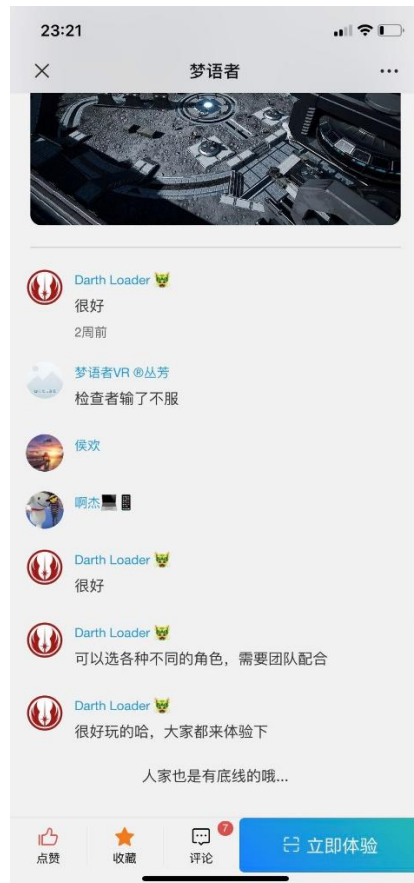 23:21
梦语者
Darth Loader
很好
2周前
梦语者VR ®丛芳
检查者输了不服
侯欢
啊杰
Darth Loader
很好
Darth Loader
可以选各种不同的角色，需要团队配合
Darth Loader
很好玩的哈，大家都来体验下
人家也是有底线的哦...
7
点赞
收藏
评论
立即体验